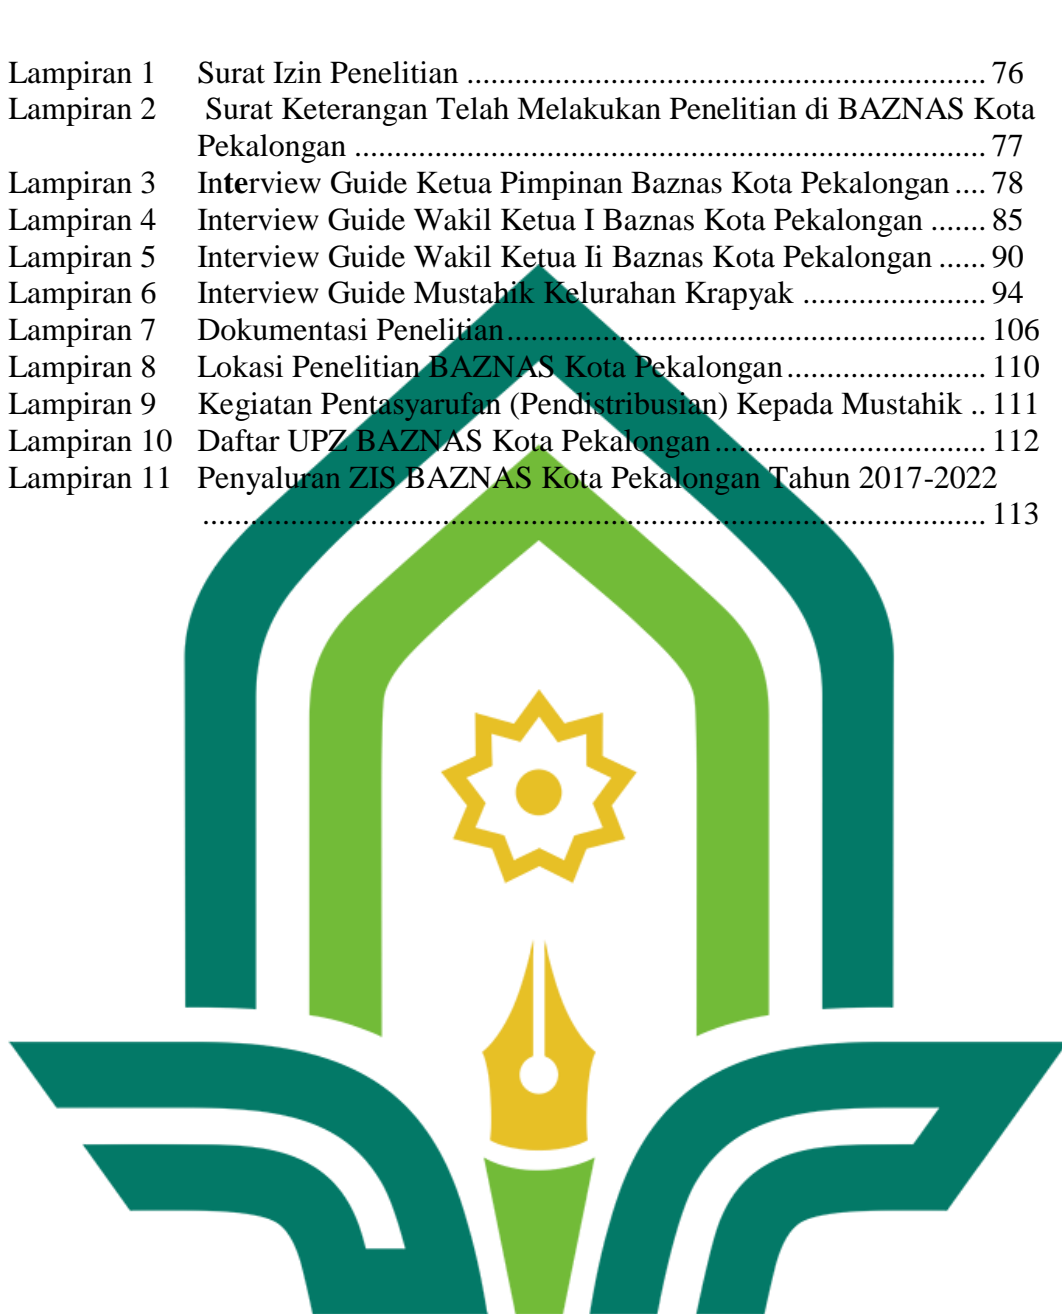 Lampiran 1 Surat Izin Penelitian ................................................................. 76
Lampiran 2 Surat Keterangan Telah Melakukan Penelitian di BAZNAS Kota
Pekalongan ............................................................................... 77
Lampiran 3 Interview Guide Ketua Pimpinan Baznas Kota Pekalongan .... 78
Lampiran 4 Interview Guide Wakil Ketua I Baznas Kota Pekalongan ....... 85
Lampiran 5 Interview Guide Wakil Ketua Ii Baznas Kota Pekalongan ...... 90
Lampiran 6 Interview Guide Mustahik Kelurahan Krapyak ....................... 94
Lampiran 7 Dokumentasi Penelitian............................................................ 106
Lampiran 8 Lokasi Penelitian BAZNAS Kota Pekalongan......................... 110
Lampiran 9 Kegiatan Pentasyarufan (Pendistribusian) Kepada Mustahik .. 111
Lampiran 10 Daftar UPZ BAZNAS Kota Pekalongan.................................. 112
Lampiran 11 Penyaluran ZIS BAZNAS Kota Pekalongan Tahun 2017-2022
.................................................................................................. 113